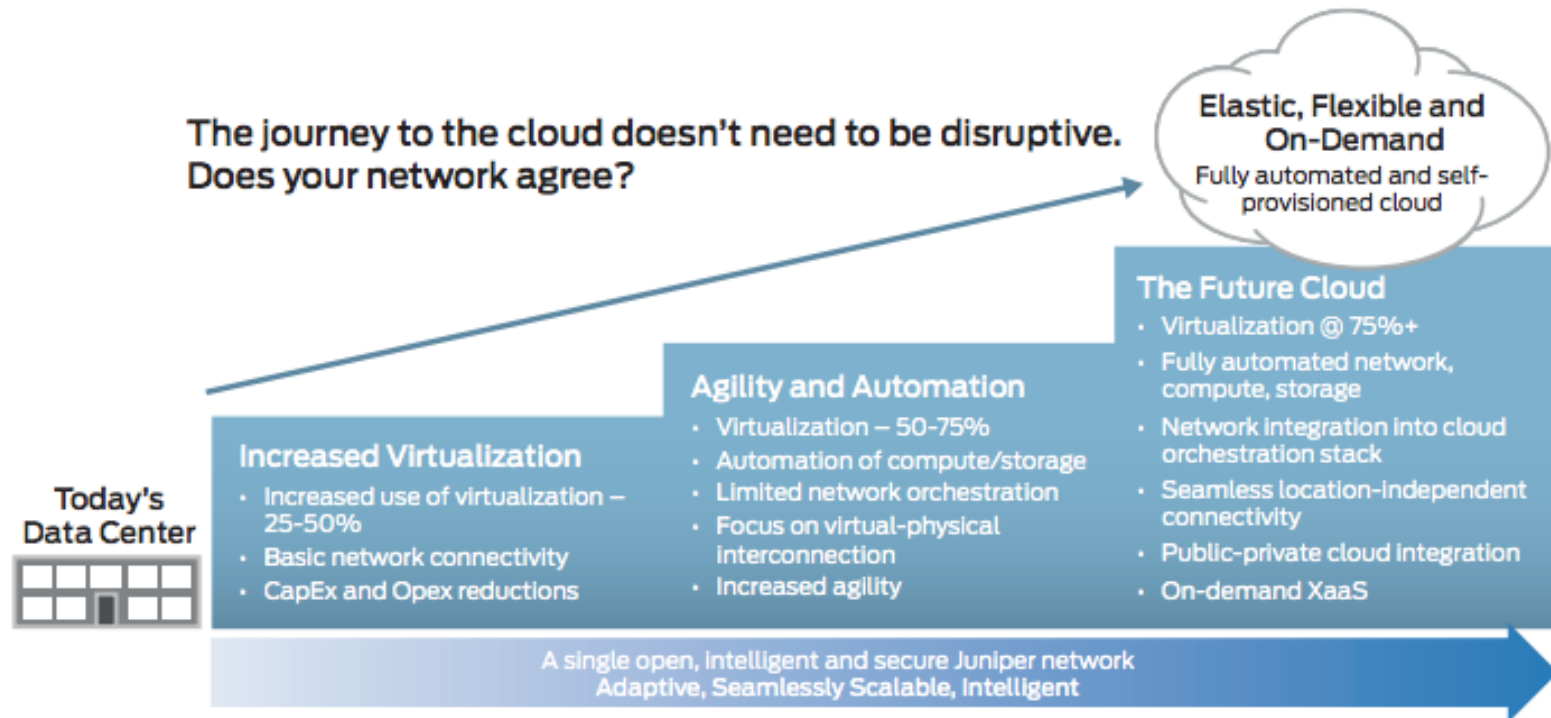 The journey to the cloud doesn't need to be disruptive.
Does your network agree?
Elastic, Flexible and
On-Demand
Fully automated and self-
provisioned cloud
Today's
Data Center
Increased Virtualization
• Increased use of virtualization –
25-50%
• Basic network connectivity
• CapEx and Opex reductions
Agility and Automation
• Virtualization – 50-75%
• Automation of compute/storage
• Limited network orchestration
• Focus on virtual-physical
interconnection
• Increased agility
The Future Cloud
• Virtualization @ 75%+
• Fully automated network,
compute, storage
• Network integration into cloud
orchestration stack
• Seamless location-independent
connectivity
• Public-private cloud integration
• On-demand XaaS
A single open, intelligent and secure Juniper network
Adaptive, Seamlessly Scalable, Intelligent